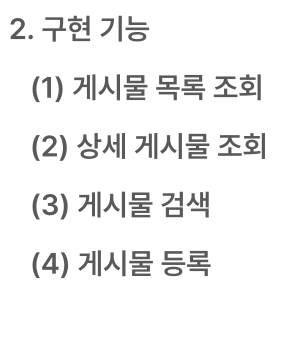 2. 구현 기능
(1) 게시물 목록 조회
(2) 상세 게시물 조회
(3) 게시물 검색
(4) 게시물 등록